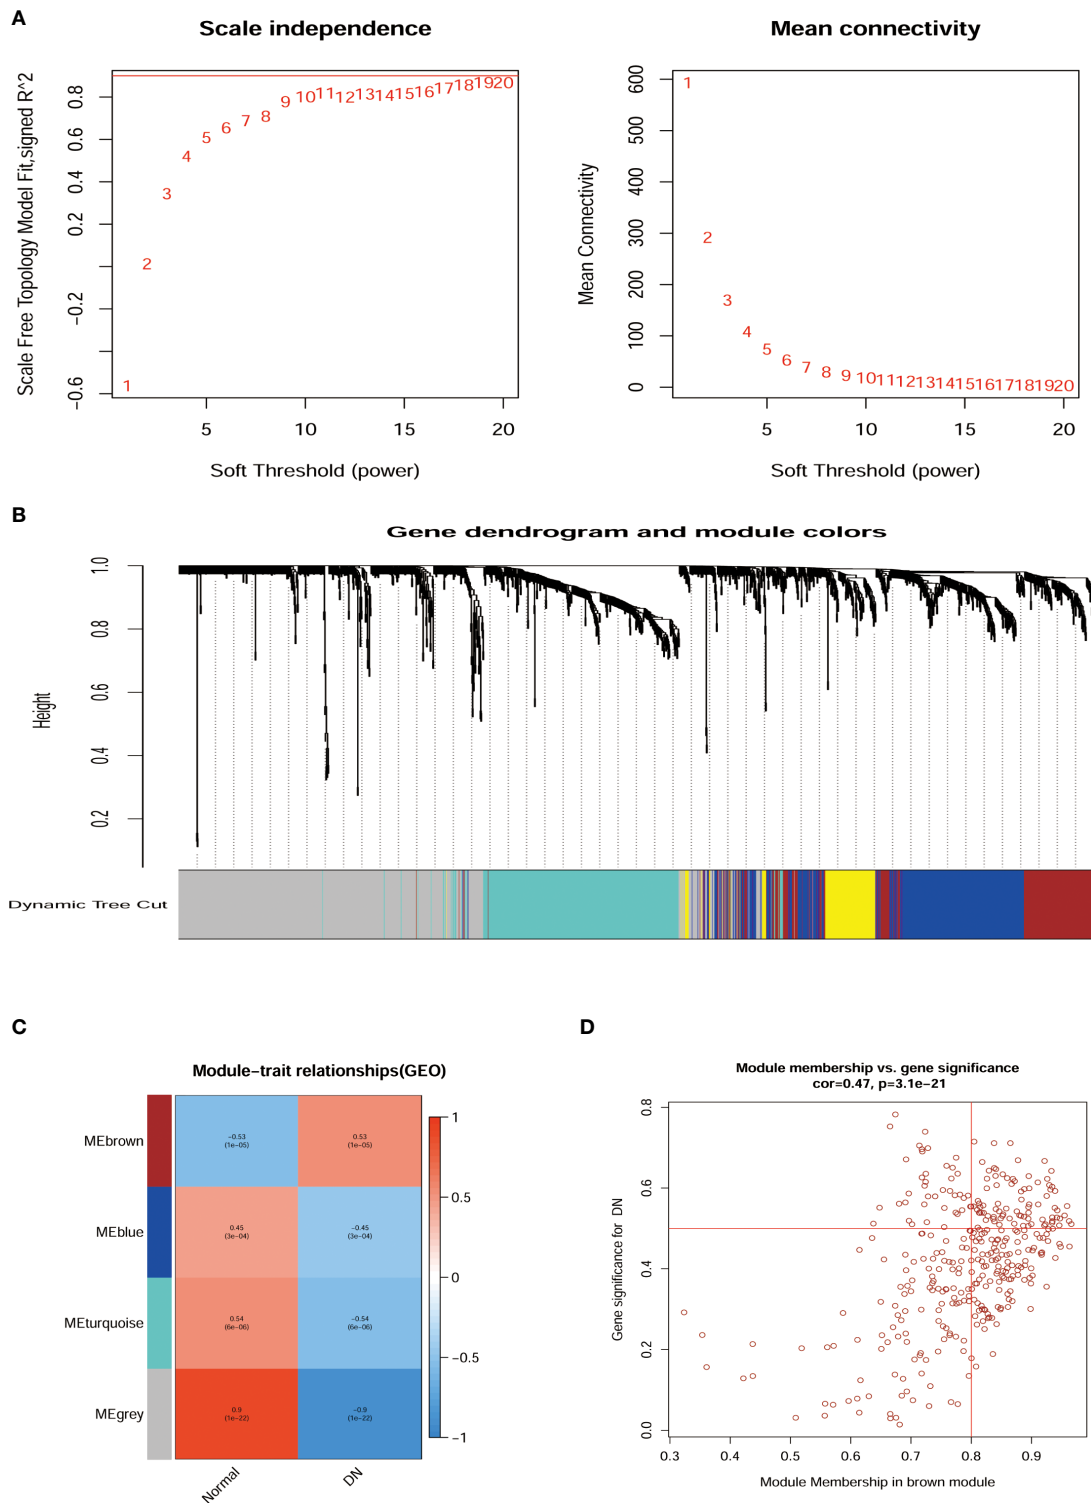 A
Scale independence
Scale Free Topology Model Fit,signed R^2
0.8
0.6
0.4
0.2
−0.2
−0.6
1 2 3 4 5 6 7 8 9 10 11 12 13 14 15 16 17 18 19 20
5 10 15 20
Soft Threshold (power)
Mean connectivity
Mean Connectivity
600
500
400
300
200
100
0
1 2 3 4 5 6 7 8 9 10 11 12 13 14 15 16 17 18 19 20
5 10 15 20
Soft Threshold (power)
B
Gene dendrogram and module colors
Height
1.0
0.8
0.6
0.4
0.2
Dynamic Tree Cut
C
Module−trait relationships(GEO)
MEbrown
−0.53
(1e−05)
0.53
(1e−05)
MEblue
0.45
(3e−04)
−0.45
(3e−04)
MEturquoise
0.54
(6e−06)
−0.54
(6e−06)
MEgrey
0.9
(1e−22)
−0.9
(1e−22)
Normal
DN
1
0.5
0
−0.5
−1
D
Module membership vs. gene significance
cor=0.47, p=3.1e−21
Gene significance for DN
0.8
0.6
0.4
0.2
0.0
0.3 0.4 0.5 0.6 0.7 0.8 0.9
Module Membership in brown module